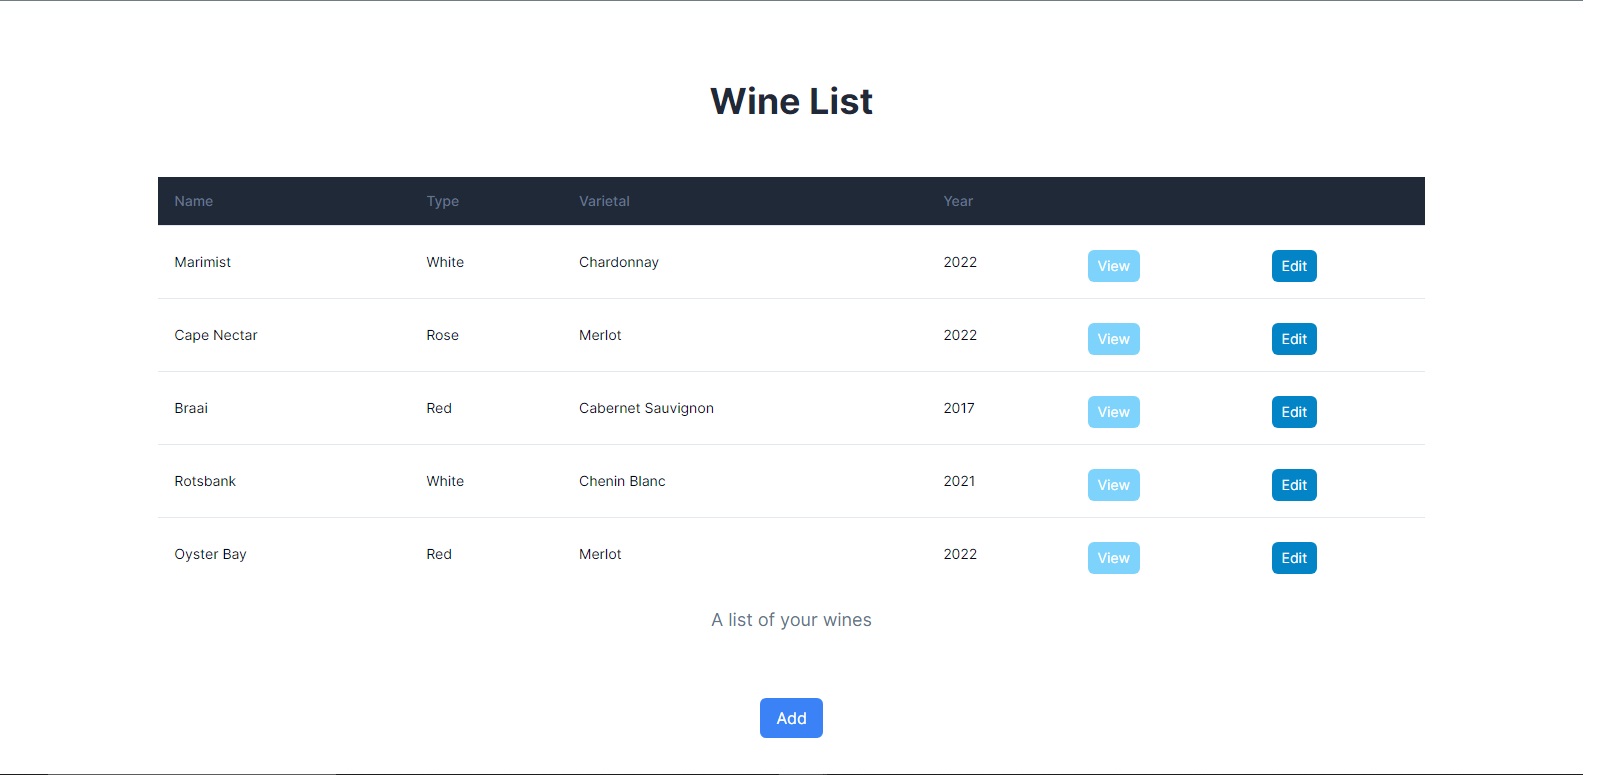 Wine List
Name Type Varietal Year
Marimist White Chardonnay 2022 View Edit
Cape Nectar Rose Merlot 2022 View Edit
Braai Red Cabernet Sauvignon 2017 View Edit
Rotsbank White Chenin Blanc 2021 View Edit
Oyster Bay Red Merlot 2022 View Edit
A list of your wines
Add